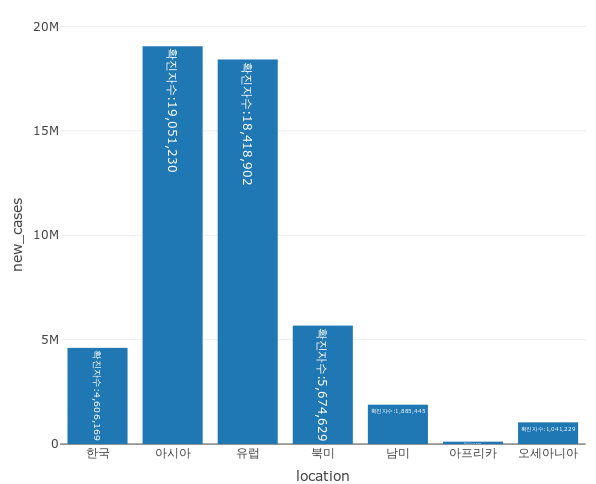 20M
15M
10M
5M
0
new_cases
확진자수:4,606,169
확진자수:19,051,230
확진자수:18,418,902
확진자수:5,674,629
확진자수:1,885,445
확진자수:1,041,229
한국
아시아
유럽
북미
남미
아프리카
오세아니아
location